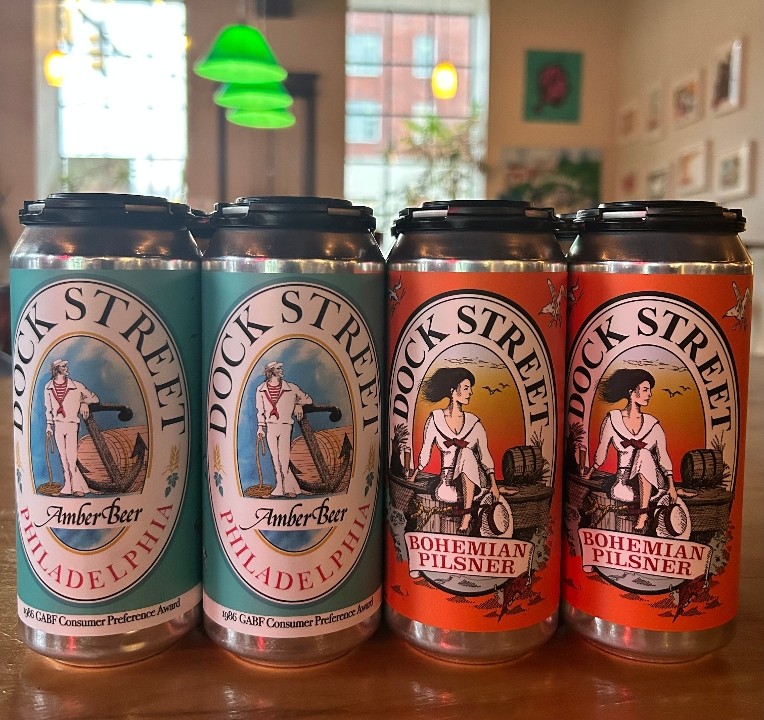 DOCK STREET
Amber Beer
PHILADELPHIA
1986 GABF Consumer Preference Award
DOCK STREET
Amber Beer
PHILADELPHIA
1986 GABF Consumer Preference Award
DOCK STREET
BOHEMIAN
PILSNER
DOCK STREET
BOHEMIAN
PILSNER